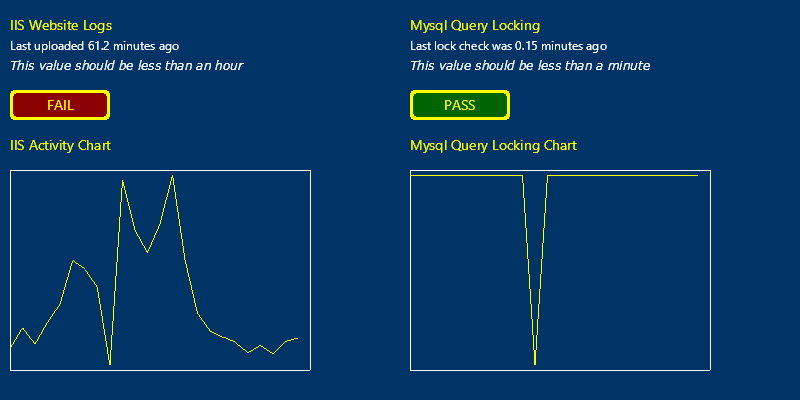 IIS Website Logs
Last uploaded 61.2 minutes ago
This value should be less than an hour
FAIL
IIS Activity Chart
Mysql Query Locking
Last lock check was 0.15 minutes ago
This value should be less than a minute
PASS
Mysql Query Locking Chart